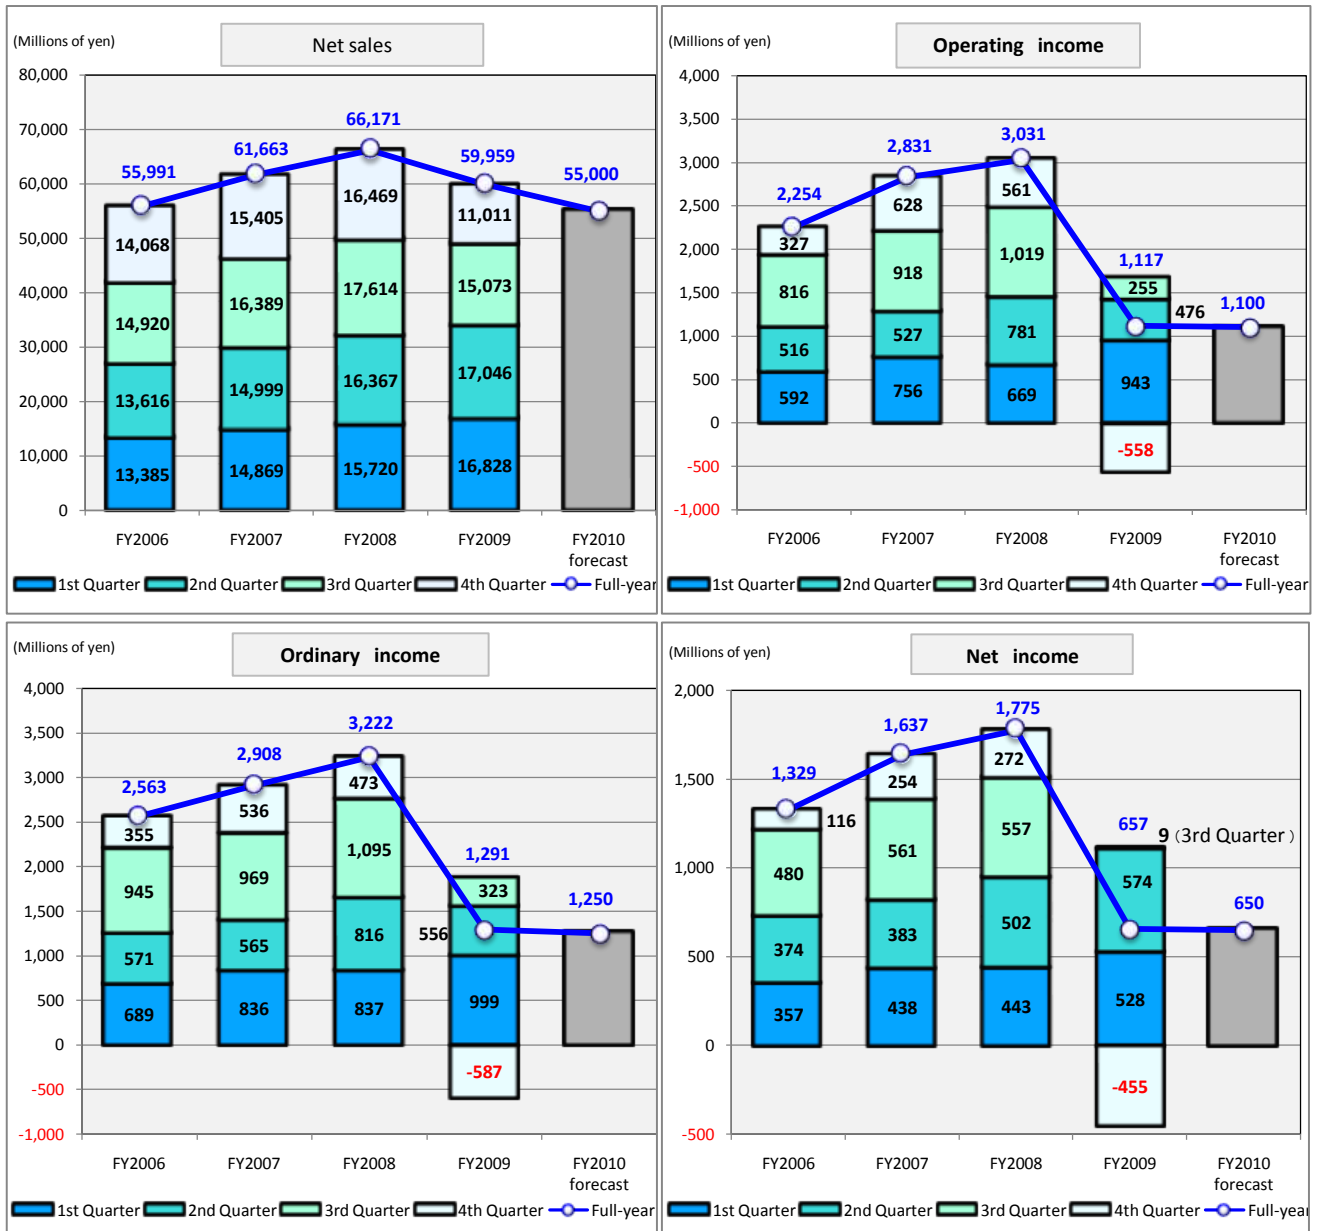 (Millions of yen)
Net sales
80,000
70,000
60,000
50,000
40,000
30,000
20,000
10,000
0
55,991
61,663
66,171
59,959
55,000
14,068
15,405
16,469
11,011
14,920
16,389
17,614
15,073
13,616
14,999
16,367
17,046
13,385
14,869
15,720
16,828
FY2006
FY2007
FY2008
FY2009
FY2010
forecast
1st Quarter
2nd Quarter
3rd Quarter
4th Quarter
Full-year
(Millions of yen)
Operating income
4,000
3,500
3,000
2,500
2,000
1,500
1,000
500
0
-500
-1,000
2,254
2,831
3,031
1,117
1,100
327
628
561
816
918
1,019
255
476
516
527
781
592
756
669
943
-558
FY2006
FY2007
FY2008
FY2009
FY2010
forecast
1st Quarter
2nd Quarter
3rd Quarter
4th Quarter
Full-year
(Millions of yen)
Ordinary income
4,000
3,500
3,000
2,500
2,000
1,500
1,000
500
0
-500
-1,000
2,563
2,908
3,222
1,291
1,250
355
536
473
945
969
1,095
323
571
565
816
556
689
836
837
999
-587
FY2006
FY2007
FY2008
FY2009
FY2010
forecast
1st Quarter
2nd Quarter
3rd Quarter
4th Quarter
Full-year
(Millions of yen)
Net income
2,000
1,500
1,000
500
0
-500
1,329
1,637
1,775
657
650
116
254
272
9（3rd Quarter）
480
561
557
574
374
383
502
357
438
443
528
-455
FY2006
FY2007
FY2008
FY2009
FY2010
forecast
1st Quarter
2nd Quarter
3rd Quarter
4th Quarter
Full-year